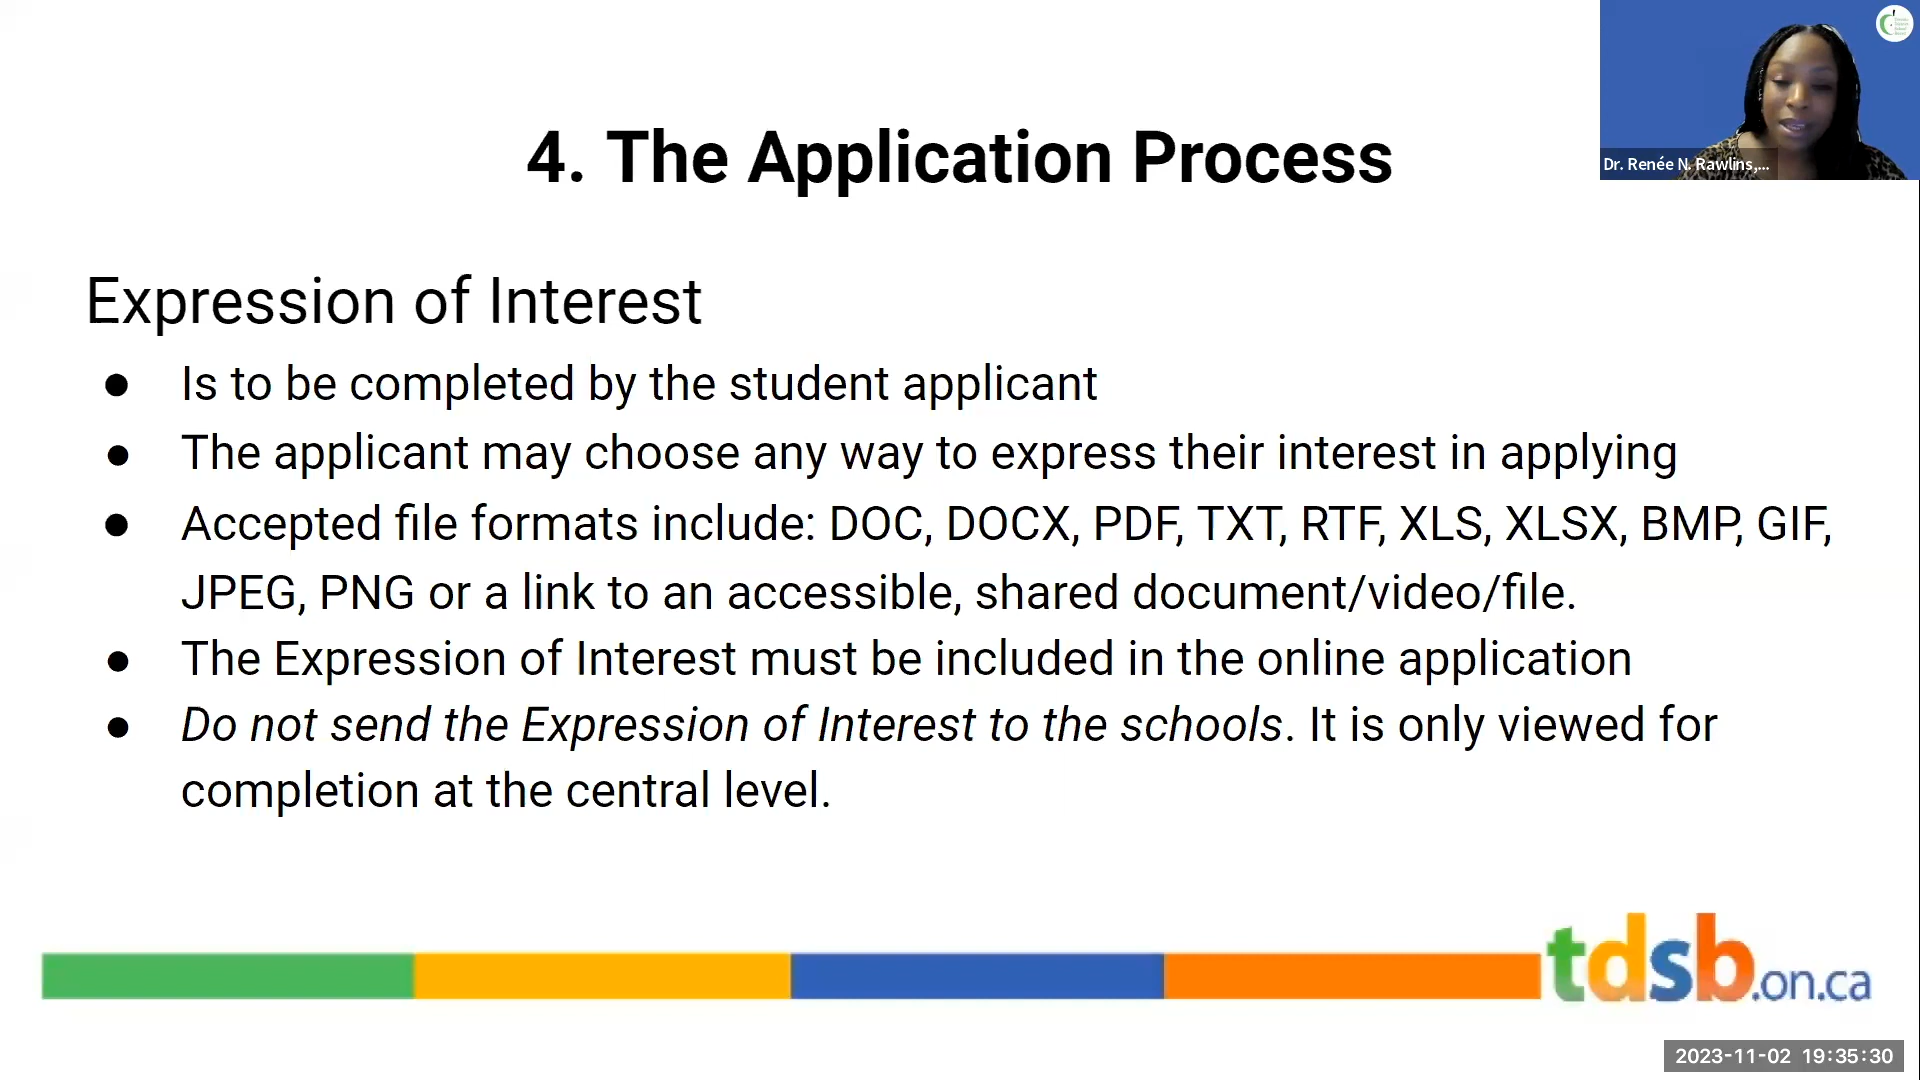 4. The Application Process
Dr. Renée N. Rawlins,...
Expression of Interest
● Is to be completed by the student applicant
● The applicant may choose any way to express their interest in applying
● Accepted file formats include: DOC, DOCX, PDF, TXT, RTF, XLS, XLSX, BMP, GIF,
JPEG, PNG or a link to an accessible, shared document/video/file.
● The Expression of Interest must be included in the online application
● Do not send the Expression of Interest to the schools. It is only viewed for
completion at the central level.
tdsb.on.ca
2023-11-02 19:35:30